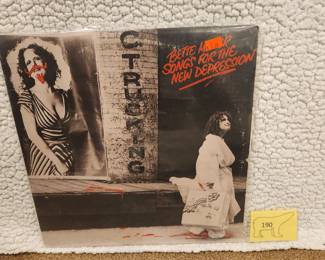 C TRUCKING
BETTE
SONGS FOR THE
NEW DEPRESSION
190